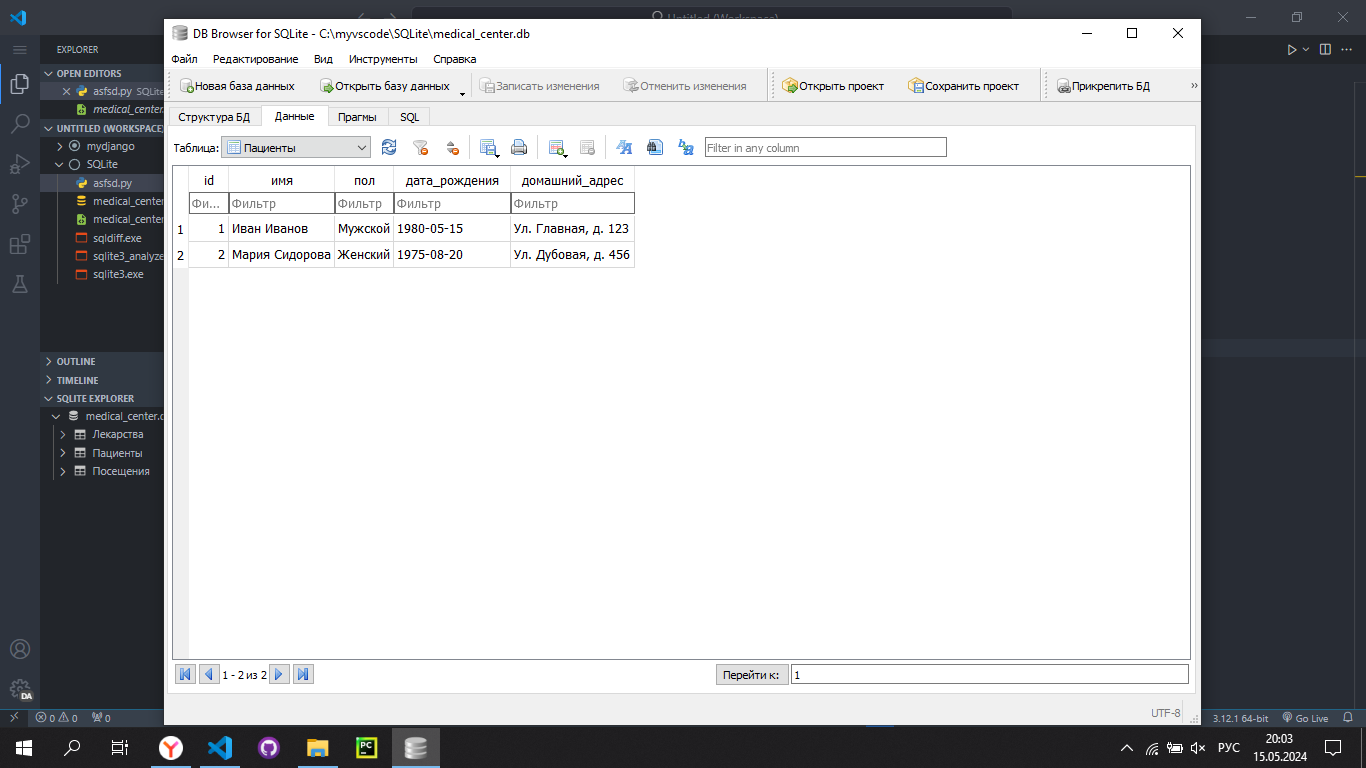 Untitled (Workspace)
DB Browser for SQLite - C:\myvscode\SQLite\medical_center.db
Файл Редактирование Вид Инструменты Справка
Новая база данных Открыть базу данных Записать изменения Отменить изменения Открыть проект Сохранить проект Прикрепить БД »
Структура БД Данные Прагмы SQL
Таблица: Пациенты Filter in any column
id имя пол дата_рождения домашний_адрес
Фи... Фильтр Фильтр Фильтр Фильтр
1 1 Иван Иванов Мужской 1980-05-15 Ул. Главная, д. 123
2 2 Мария Сидорова Женский 1975-08-20 Ул. Дубовая, д. 456
1 - 2 из 2 Перейти к: 1
UTF-8
EXPLORER
OPEN EDITORS
asfsd.py SQLite
medical_center.
UNTITLED (WORKSPACE)
mydjango
SQLite
asfsd.py
medical_center
medical_center
sqldiff.exe
sqlite3_analyze
sqlite3.exe
OUTLINE
TIMELINE
SQLITE EXPLORER
medical_center.d
Лекарства
Пациенты
Посещения
DA
0 0 0
3.12.1 64-bit Go Live
PC
РУС
20:03
15.05.2024